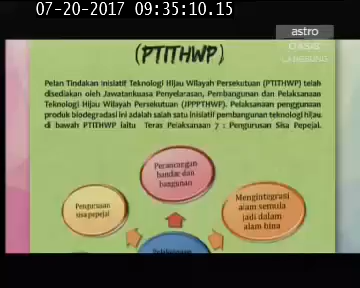 07-20-2017 09:35:10.15
astro
OASIS
LANGSUNG
(PTITHWP)
Pelan Tindakan Inisiatif Teknologi Hijau Wilayah Persekutuan (PTITHWP) telah
disediakan oleh Jawatankuasa Penyelarasan, Pembangunan dan Pelaksanaan
Teknologi Hijau Wilayah Persekutuan (JPPPTHWP). Pelaksanaan penggunaan
produk biodegradasi ini adalah salah satu inisiatif pembangunan teknologi hijau
di bawah PTITHWP iaitu Teras Pelaksanaan 7 : Pengurusan Sisa Pepejal.
Perancangan
bandar dan
bangunan
Pengurusan
sisa pepejal
Mengintegrasi
alam semula
jadi dalam
alam bina